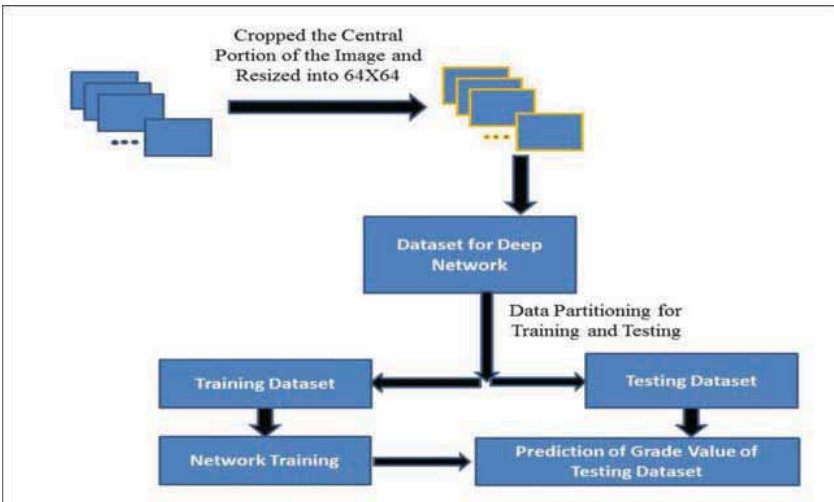 Cropped the Central
Portion of the Image and
Resized into 64X64
Dataset for Deep
Network
Data Partitioning for
Training and Testing
Training Dataset
Testing Dataset
Network Training
Prediction of Grade Value of
Testing Dataset